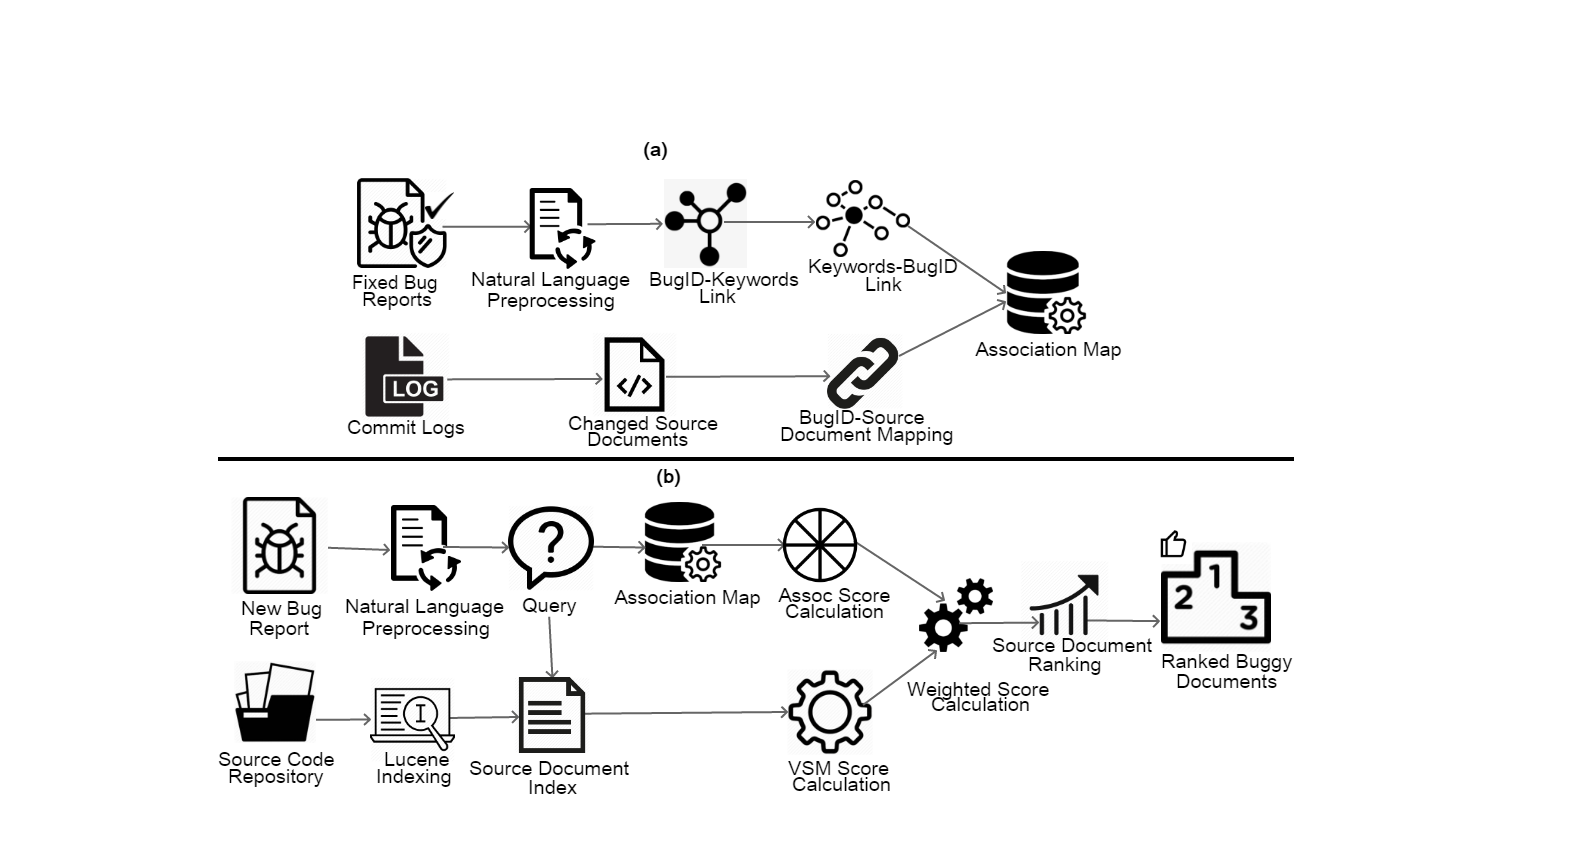 (a)
Fixed Bug
Reports
Natural Language
Preprocessing
BugID-Keywords
Link
Keywords-BugID
Link
Association Map
LOG
Commit Logs
</>
Changed Source
Documents
BugID-Source
Document Mapping
(b)
New Bug
Report
Natural Language
Preprocessing
?
Query
Association Map
Assoc Score
Calculation
Weighted Score
Calculation
Source Document
Ranking
1
2
3
Ranked Buggy
Documents
Source Code
Repository
I
Lucene
Indexing
Source Document
Index
VSM Score
Calculation